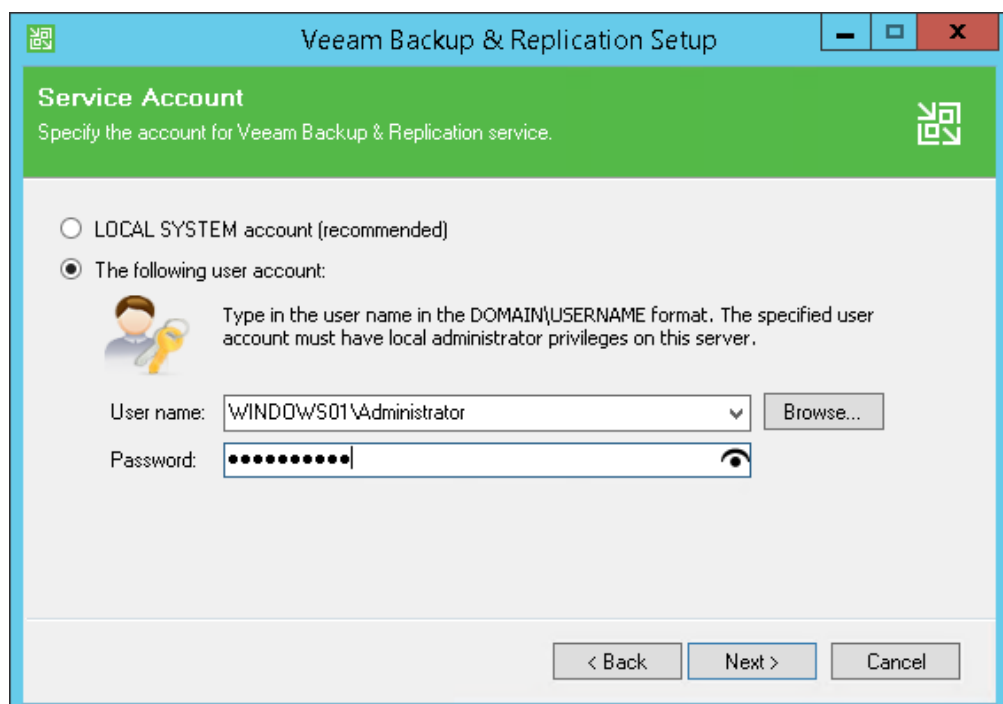 Veeam Backup & Replication Setup
Service Account
Specify the account for Veeam Backup & Replication service.
LOCAL SYSTEM account (recommended)
The following user account:
Type in the user name in the DOMAIN\USERNAME format. The specified user
account must have local administrator privileges on this server.
User name: WINDOWS01\Administrator Browse...
Password: ●●●●●●●●●●
< Back Next > Cancel